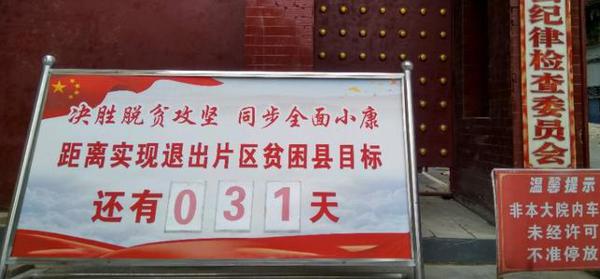 决胜脱贫攻坚 同步全面小康
距离实现退出片区贫困县目标
还有031天
纪律检查委员会
温馨提示
非本大院内车
未经许可
不准停放